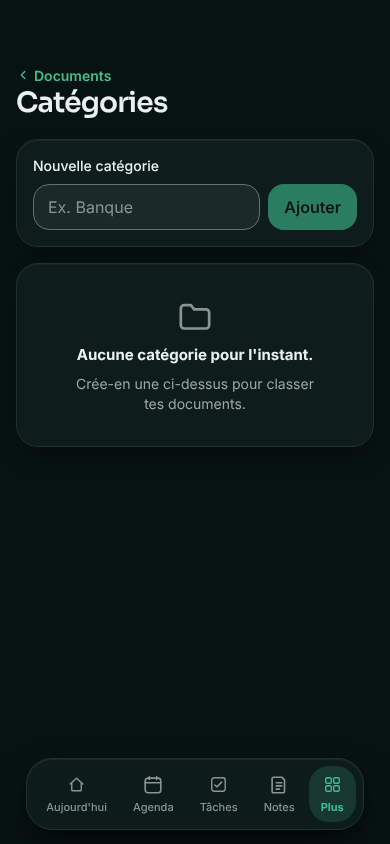 Documents
Catégories
Nouvelle catégorie
Ex. Banque
Ajouter
Aucune catégorie pour l'instant.
Crée-en une ci-dessus pour classer
tes documents.
Aujourd'hui
Agenda
Tâches
Notes
Plus